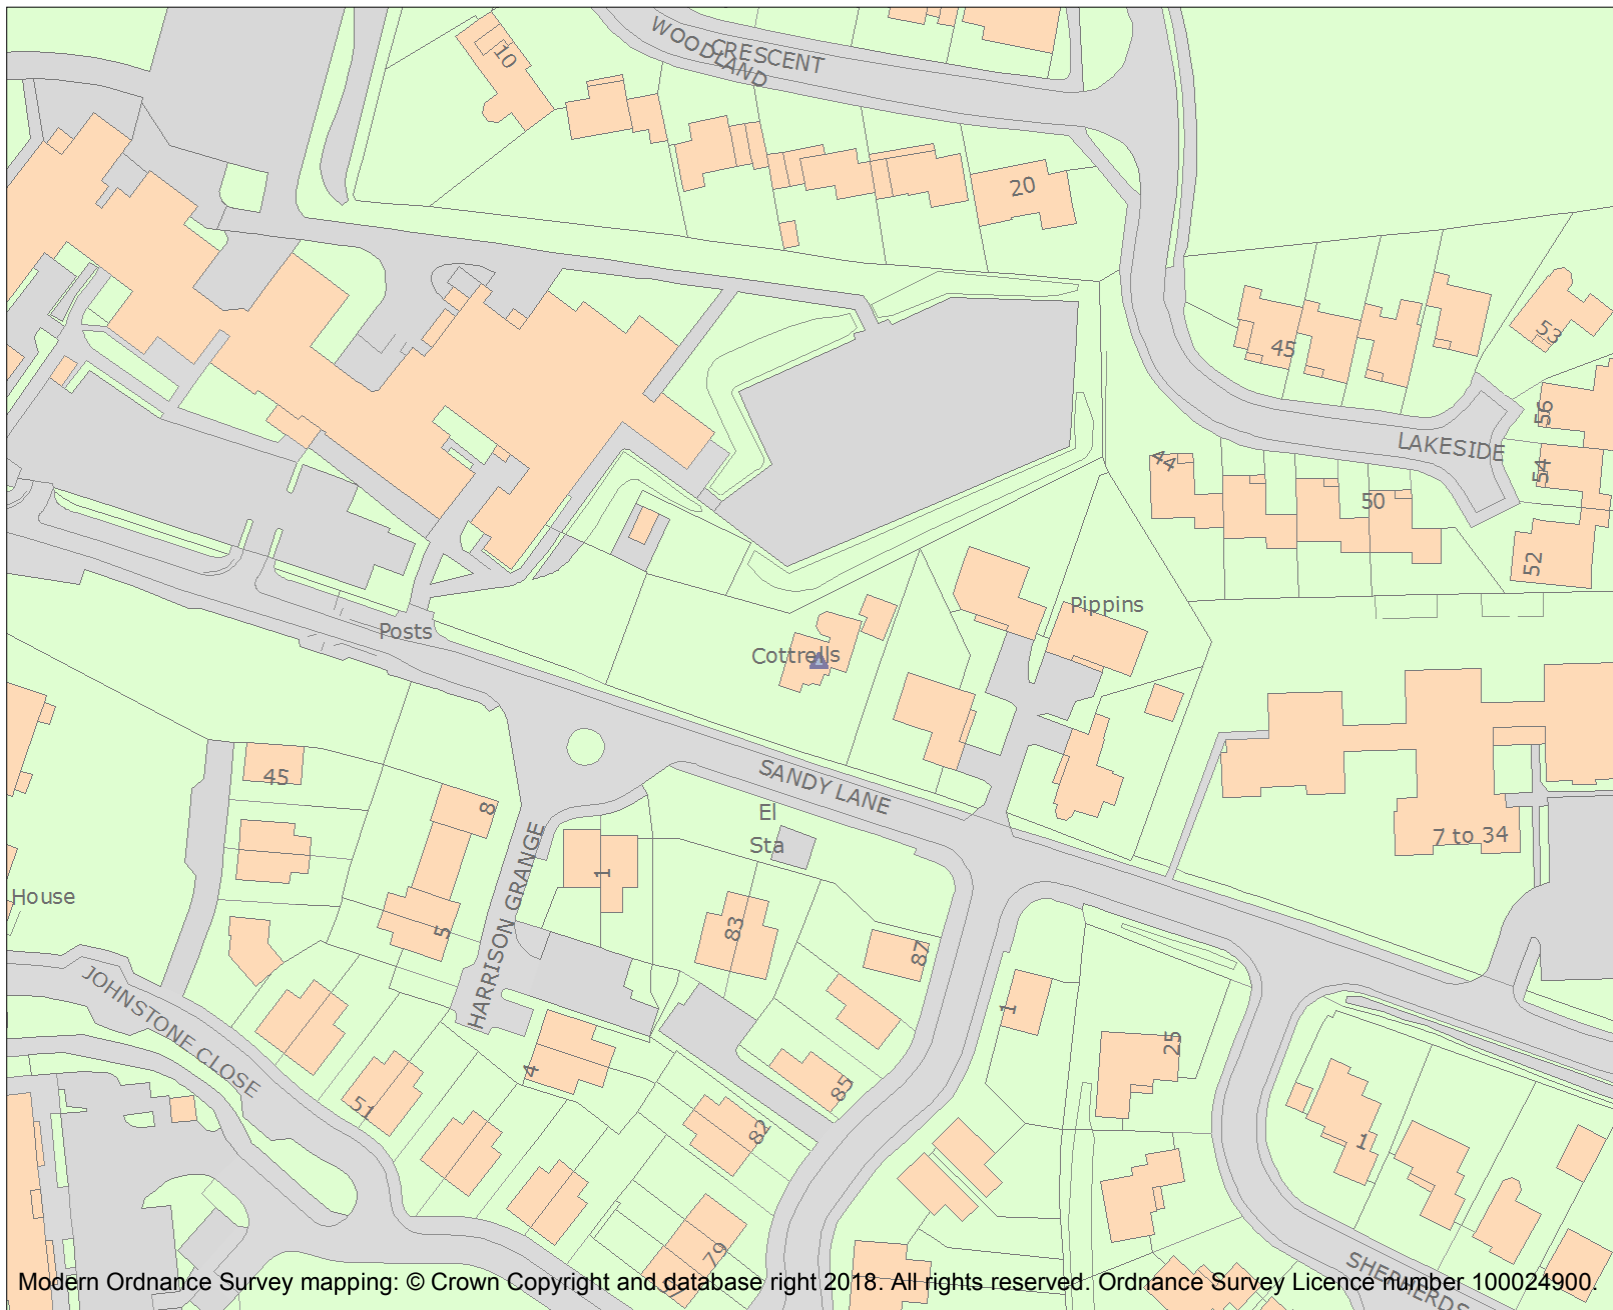 10
WOODLAND
CRESCENT
20
45
53
56
LAKESIDE
44
54
50
52
Pippins
Posts
Cottrells
SANDY LANE
45
8
El
Sta
7 to 34
1
House
HARRISON GRANGE
83
5
87
JOHNSTONE CLOSE
1
25
4
85
51
82
1
79
77
SHEPHERDS
Modern Ordnance Survey mapping: © Crown Copyright and database right 2018. All rights reserved. Ordnance Survey Licence number 100024900.